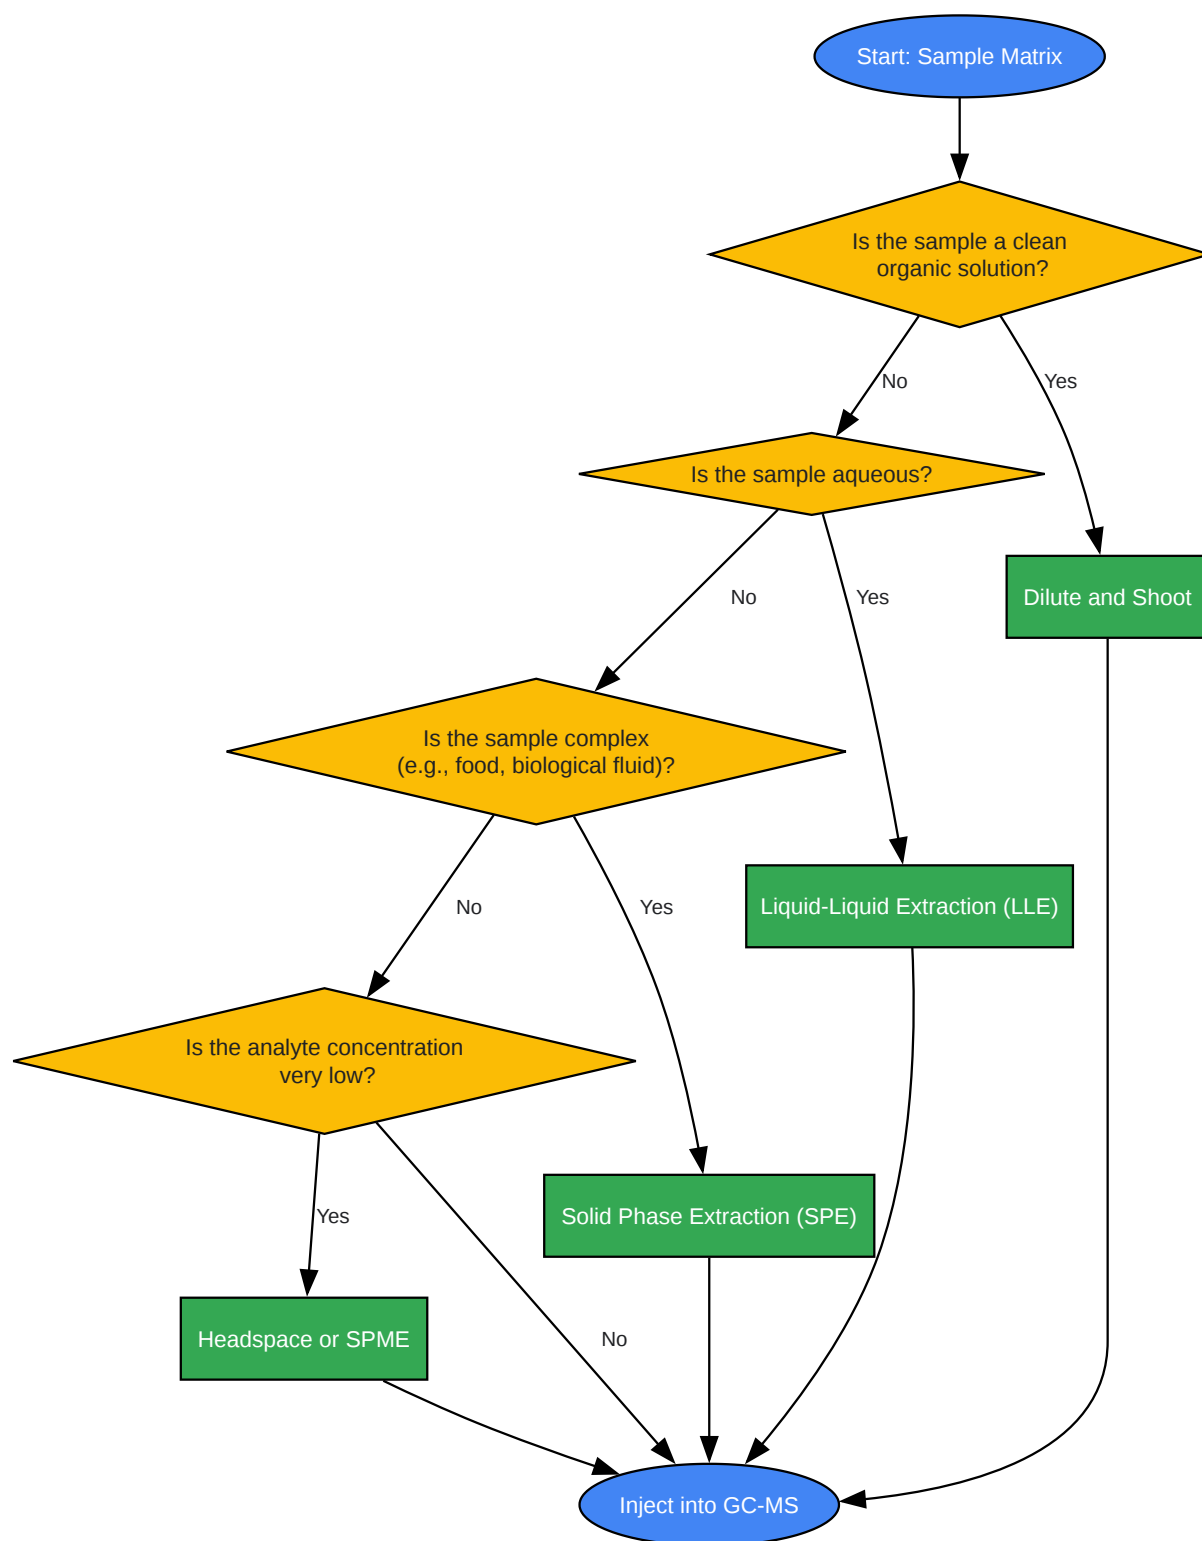 Start: Sample Matrix
Is the sample a clean
organic solution?
No
Yes
Is the sample aqueous?
No
Yes
Dilute and Shoot
Is the sample complex
(e.g., food, biological fluid)?
No
Yes
Liquid-Liquid Extraction (LLE)
Is the analyte concentration
very low?
Yes
Solid Phase Extraction (SPE)
Headspace or SPME
No
Inject into GC-MS